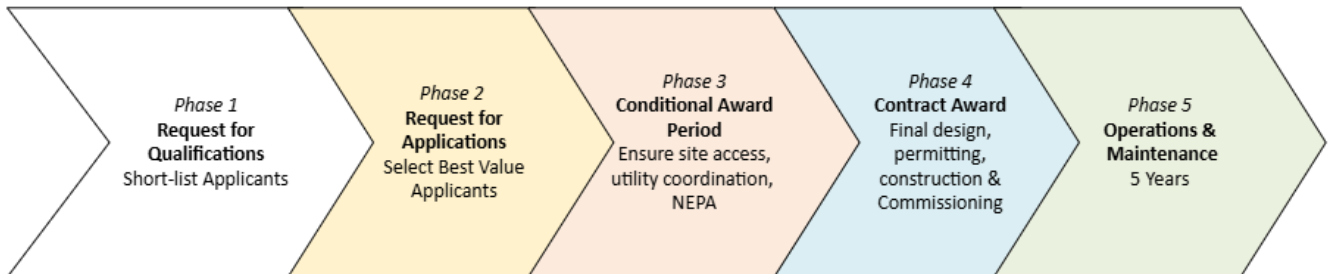 Phase 1
Request for
Qualifications
Short-list Applicants
Phase 2
Request for
Applications
Select Best Value
Applicants
Phase 3
Conditional Award
Period
Ensure site access,
utility coordination,
NEPA
Phase 4
Contract Award
Final design,
permitting,
construction &
Commissioning
Phase 5
Operations &
Maintenance
5 Years